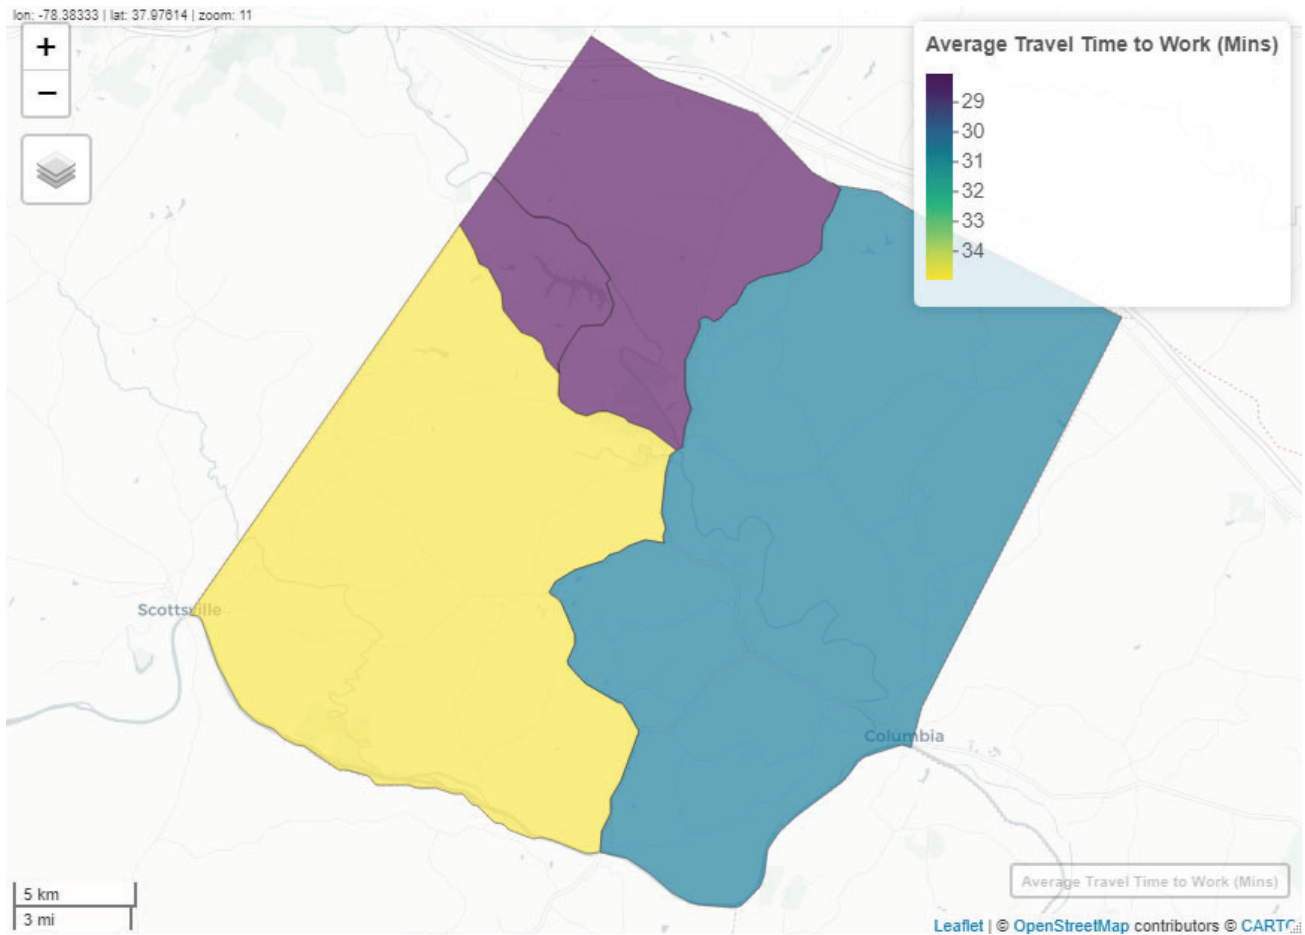 lon: -78.38333 | lat: 37.97614 | zoom: 11
+
−
Average Travel Time to Work (Mins)
29
30
31
32
33
34
Scottsville
Columbia
5 km
3 mi
Average Travel Time to Work (Mins)
Leaflet | © OpenStreetMap contributors © CARTO